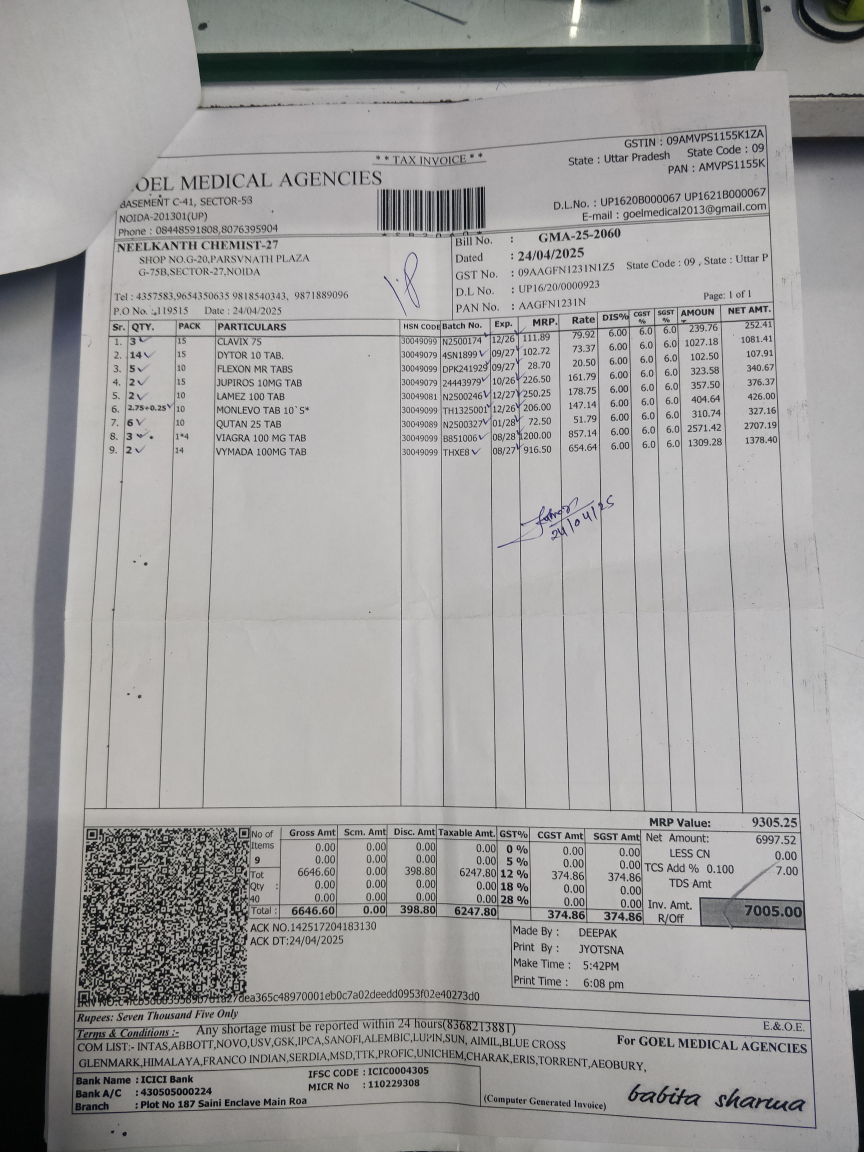 * * TAX INVOICE * *
GSTIN : 09AMVPS1155K1ZA
State : Uttar Pradesh State Code : 09
PAN : AMVPS1155K
OEL MEDICAL AGENCIES
BASEMENT C-41, SECTOR-53
NOIDA-201301(UP)
Phone : 08448591808,8076395904
D.L.No. : UP1620B000067 UP1621B000067
E-mail : goelmedical2013@gmail.com
NEELKANTH CHEMIST-27
SHOP NO.G-20,PARSVNATH PLAZA
G-75B,SECTOR-27,NOIDA
Tel : 4357583,9654350635 9818540343, 9871889096
P.O No. :119515 Date : 24/04/2025
Bill No. : GMA-25-2060
Dated : 24/04/2025
GST No. : 09AAGFN1231N1Z5 State Code : 09 , State : Uttar P
D.L No. : UP16/20/0000923
PAN No. : AAGFN1231N
Page: 1 of 1
Sr. QTY. PACK PARTICULARS HSN CODE Batch No. Exp. MRP. Rate DIS% CGST % SGST % AMOUN NET AMT.
1. 3 15 CLAVIX 75 30049099 N2500174 12/26 111.89 79.92 6.00 6.0 6.0 239.76 252.41
2. 14 15 DYTOR 10 TAB. 30049079 4SN1899 09/27 102.72 73.37 6.00 6.0 6.0 1027.18 1081.41
3. 5 10 FLEXON MR TABS 30049099 DPK241929 09/27 28.70 20.50 6.00 6.0 6.0 102.50 107.91
4. 2 15 JUPIROS 10MG TAB 30049079 24443979 10/26 226.50 161.79 6.00 6.0 6.0 323.58 340.67
5. 2 10 LAMEZ 100 TAB 30049081 N2500246 12/27 250.25 178.75 6.00 6.0 6.0 357.50 376.37
6. 2.75+0.25 10 MONLEVO TAB 10`S* 30049099 TH1325001 12/26 206.00 147.14 6.00 6.0 6.0 404.64 426.00
7. 6 10 QUTAN 25 TAB 30049089 N2500327 01/28 72.50 51.79 6.00 6.0 6.0 310.74 327.16
8. 3 1*4 VIAGRA 100 MG TAB 30049099 B851006 08/28 1200.00 857.14 6.00 6.0 6.0 2571.42 2707.19
9. 2 14 VYMADA 100MG TAB 30049099 THXE8 08/27 916.50 654.64 6.00 6.0 6.0 1309.28 1378.40
24/04/25
No of Items 9 Tot Qty : 40
Gross Amt Scm. Amt Disc. Amt Taxable Amt. GST% CGST Amt SGST Amt
0.00 0.00 0.00 0.00 0 % 0.00 0.00
0.00 0.00 0.00 0.00 5 % 0.00 0.00
6646.60 0.00 398.80 6247.80 12 % 374.86 374.86
0.00 0.00 0.00 0.00 18 % 0.00 0.00
0.00 0.00 0.00 0.00 28 % 0.00 0.00
Total : 6646.60 0.00 398.80 6247.80 374.86 374.86
MRP Value: 9305.25
Net Amount: 6997.52
LESS CN 0.00
TCS Add % 0.100 7.00
TDS Amt
Inv. Amt. 7005.00
R/Off
ACK NO.142517204183130
ACK DT:24/04/2025
Made By : DEEPAK
Print By : JYOTSNA
Make Time : 5:42PM
Print Time : 6:08 pm
Rupees: Seven Thousand Five Only
E.&.O.E.
Terms & Conditions :- Any shortage must be reported within 24 hours(8368213881)
COM LIST:- INTAS,ABBOTT,NOVO,USV,GSK,IPCA,SANOFI,ALEMBIC,LUPIN,SUN, AIMIL,BLUE CROSS
GLENMARK,HIMALAYA,FRANCO INDIAN,SERDIA,MSD,TTK,PROFIC,UNICHEM,CHARAK,ERIS,TORRENT,AEOBURY,
For GOEL MEDICAL AGENCIES
Bank Name : ICICI Bank
Bank A/C : 430505000224
Branch : Plot No 187 Saini Enclave Main Roa
IFSC CODE : ICIC0004305
MICR No : 110229308
(Computer Generated Invoice)
babita sharma